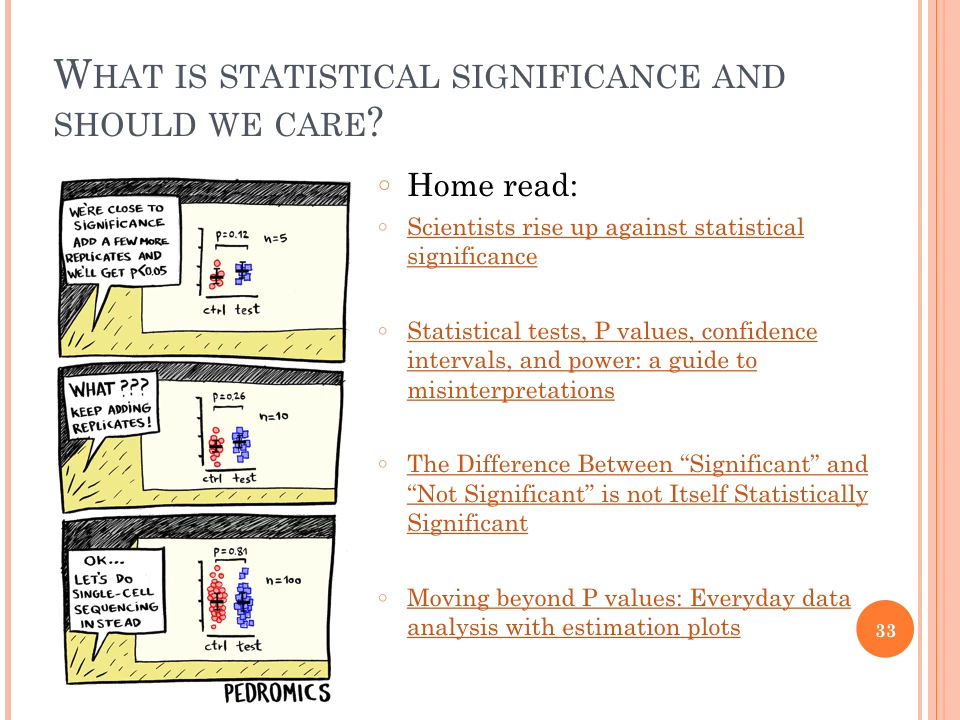 WHAT IS STATISTICAL SIGNIFICANCE AND
SHOULD WE CARE?
WE'RE CLOSE TO
SIGNIFICANCE
ADD A FEW MORE
REPLICATES AND
WE'LL GET P<0.05
P=0.12
n=5
ctrl test
WHAT ???
KEEP ADDING
REPLICATES!
P=0.26
n=10
ctrl test
OK...
LET'S DO
SINGLE-CELL
SEQUENCING
INSTEAD
P=0.81
n=100
ctrl test
PEDROMICS
Home read:
Scientists rise up against statistical
significance
Statistical tests, P values, confidence
intervals, and power: a guide to
misinterpretations
The Difference Between “Significant” and
“Not Significant” is not Itself Statistically
Significant
Moving beyond P values: Everyday data
analysis with estimation plots
33